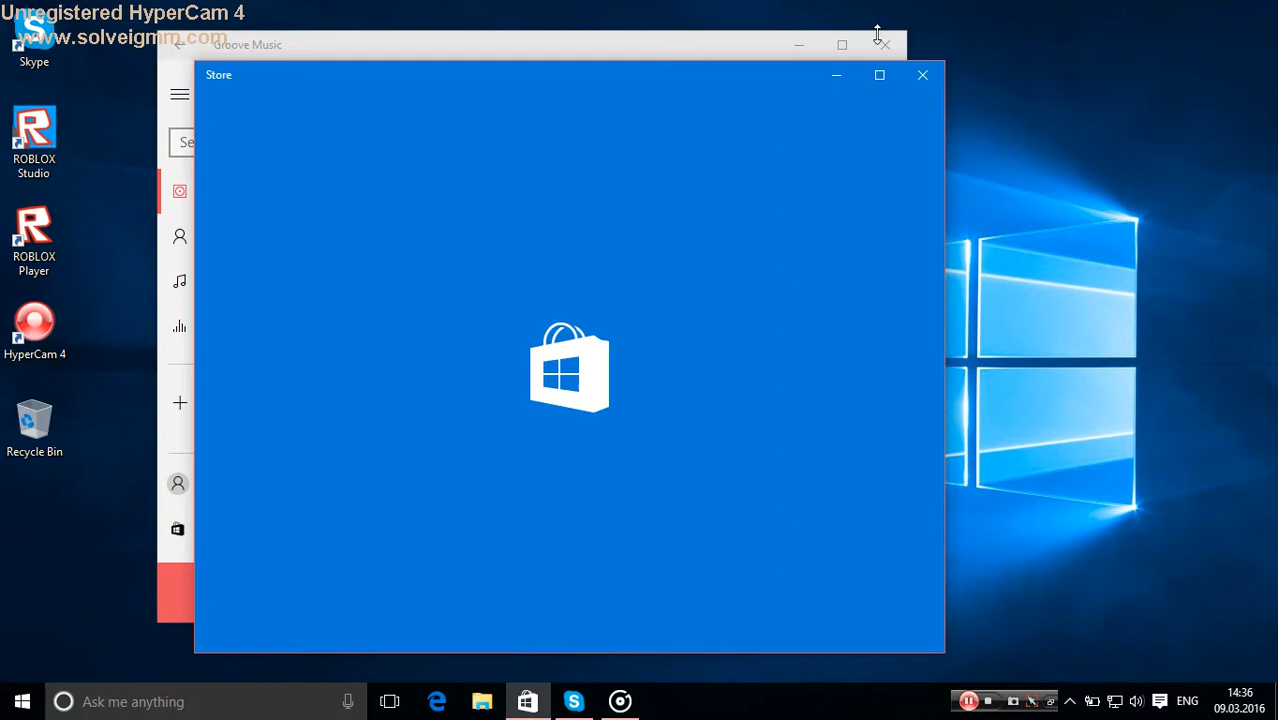 Unregistered HyperCam 4
www.solveigmm.com
Skype
Groove Music
Store
Se
ROBLOX
Studio
ROBLOX
Player
HyperCam 4
Recycle Bin
Ask me anything
ENG
14:36
09.03.2016